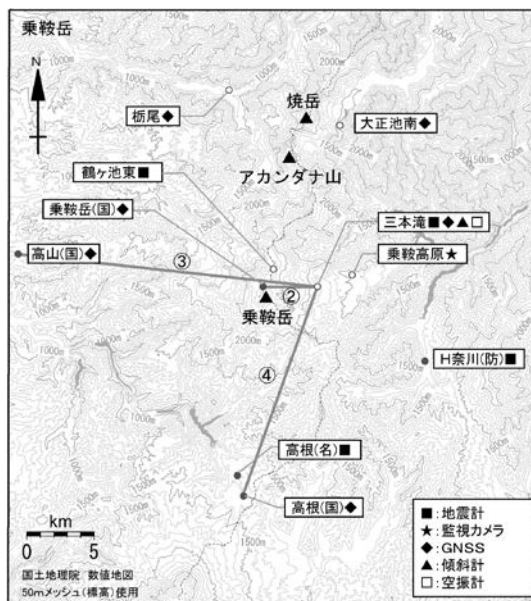 乗鞍岳
N
栃尾◆
焼岳
大正池南◆
アカンダナ山
鶴ヶ池東■
乗鞍岳(国)◆
三本滝■◆▲□
高山(国)◆
③
乗鞍高原★
②
乗鞍岳
④
H奈川(防)■
高根(名)■
高根(国)◆
km
0 5
国土地理院 数値地図
50mメッシュ(標高)使用
■:地震計
★:監視カメラ
◆:GNSS
▲:傾斜計
□:空振計